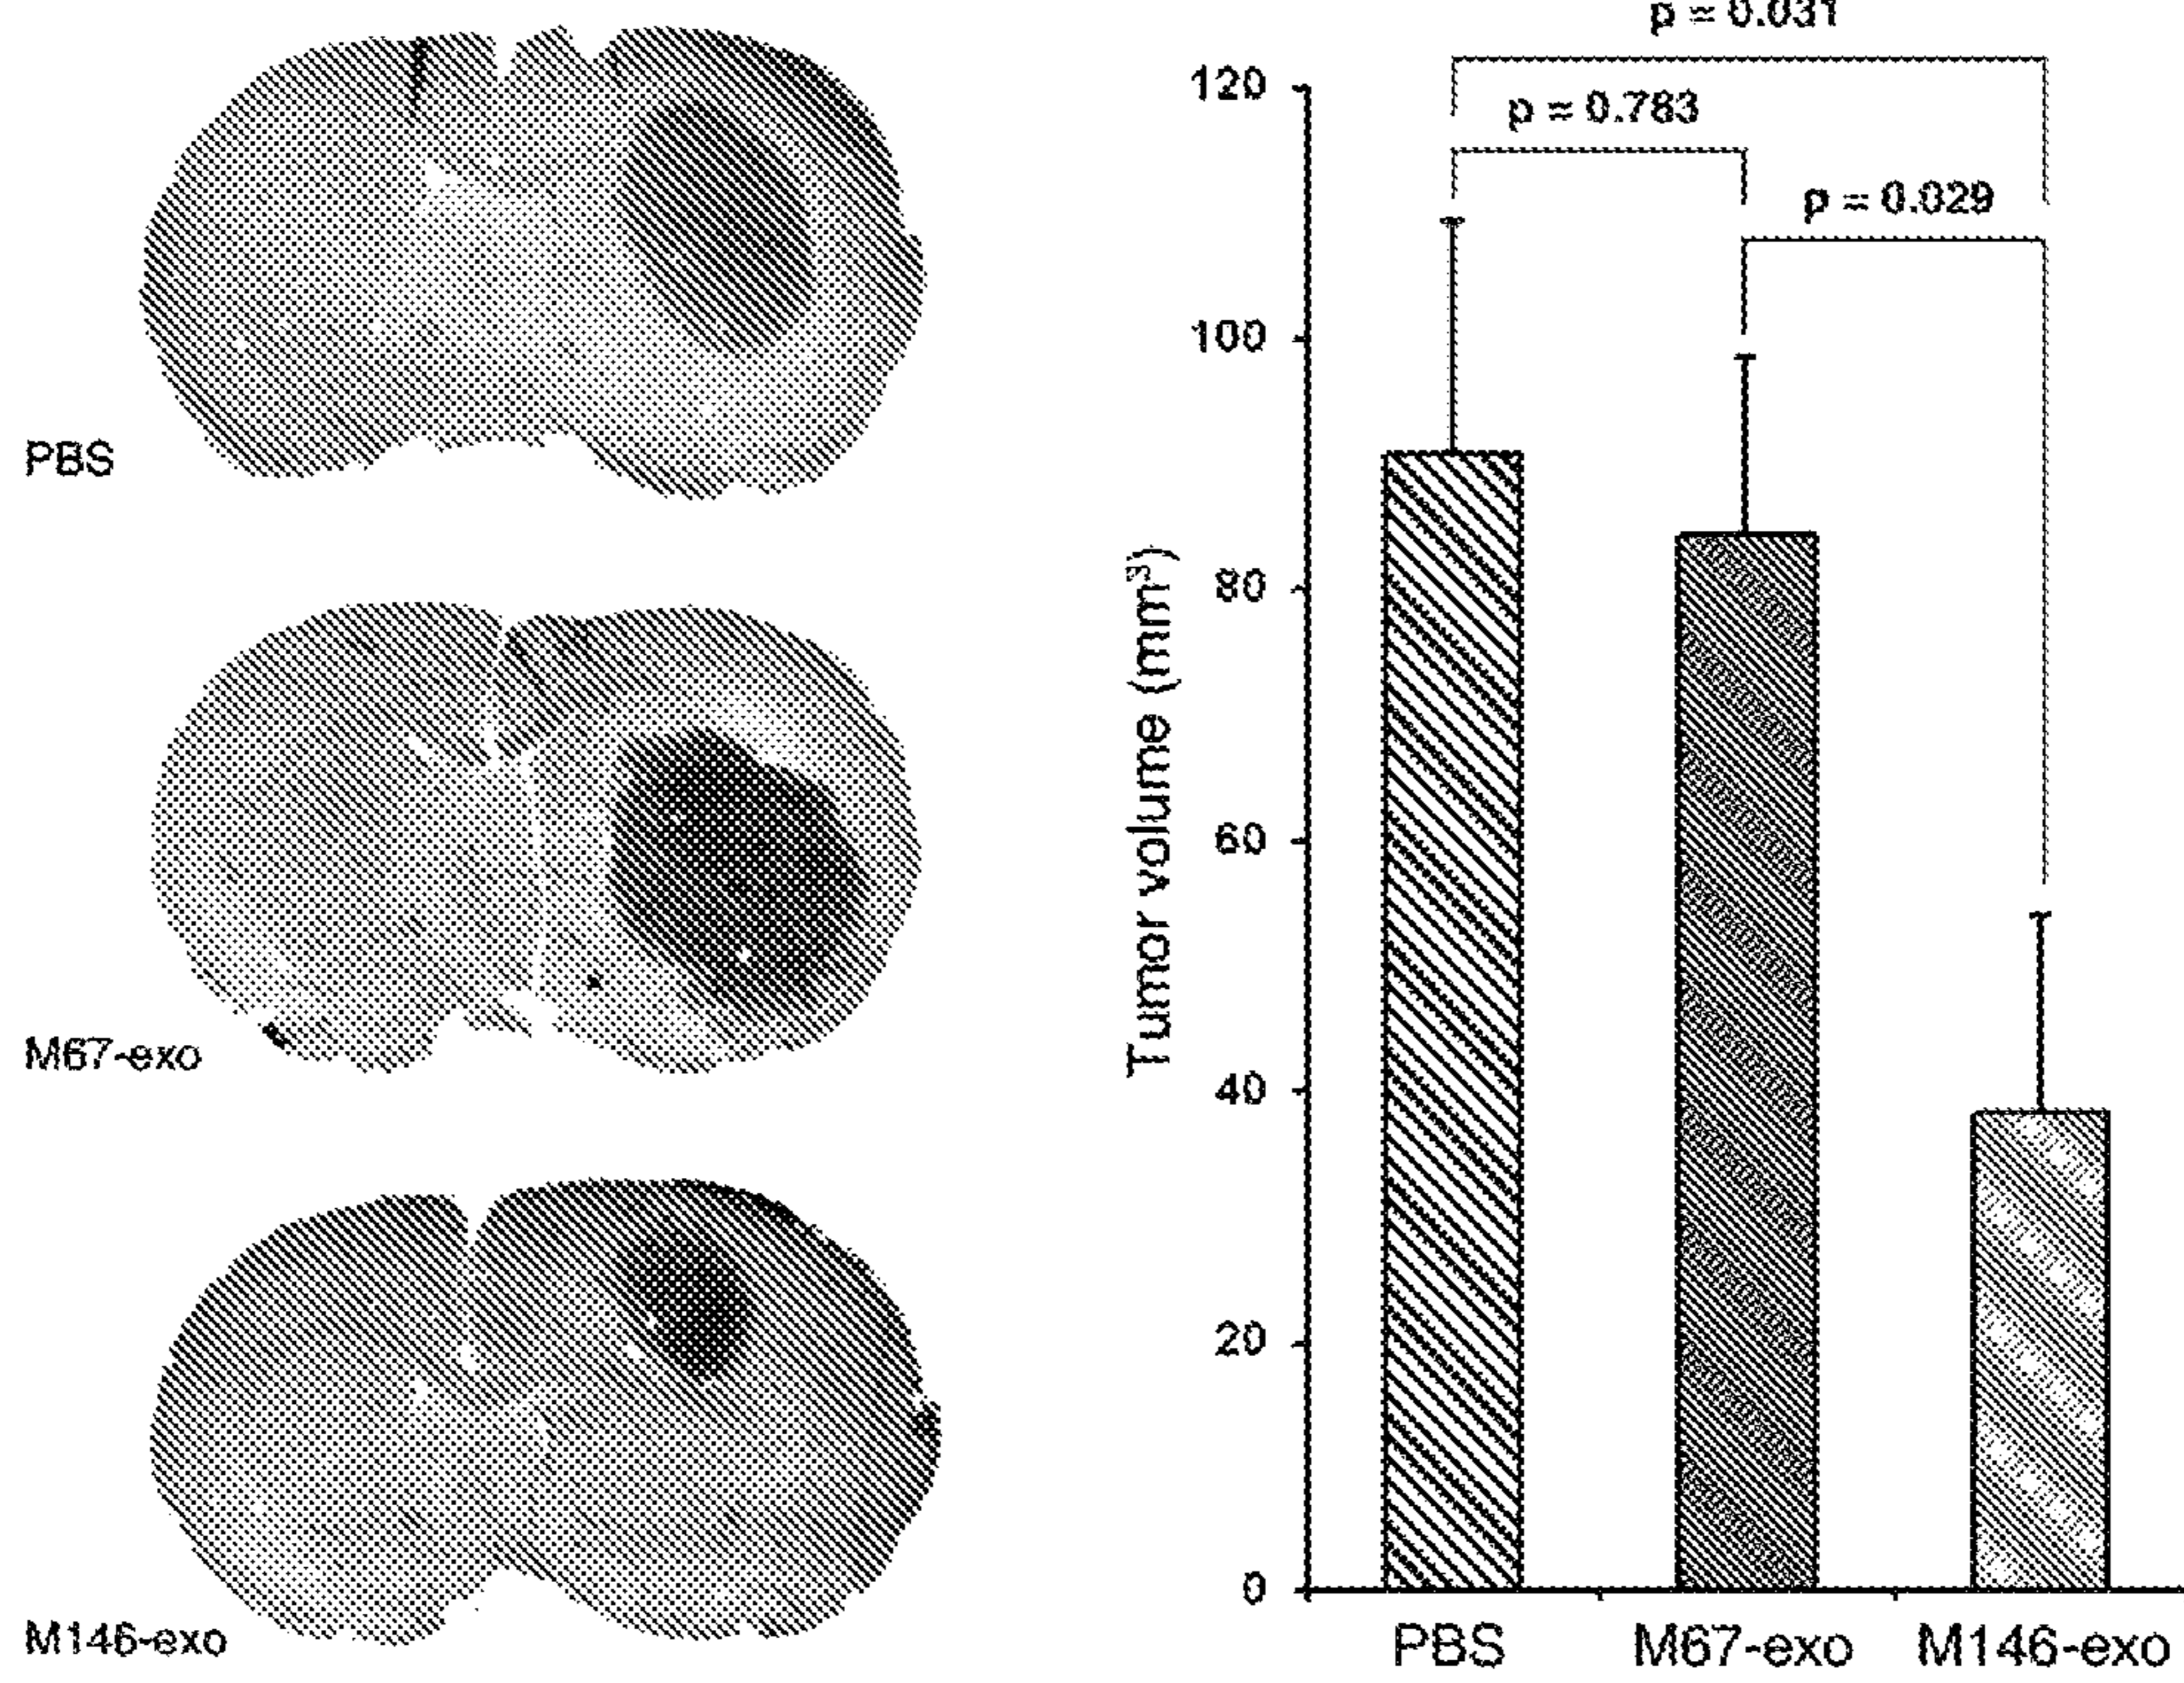 PBS
M67-exo
M146-exo
p = 0.031
p = 0.783
p = 0.029
120
100
80
60
40
20
0
Tumor volume (mm³)
PBS
M67-exo
M146-exo